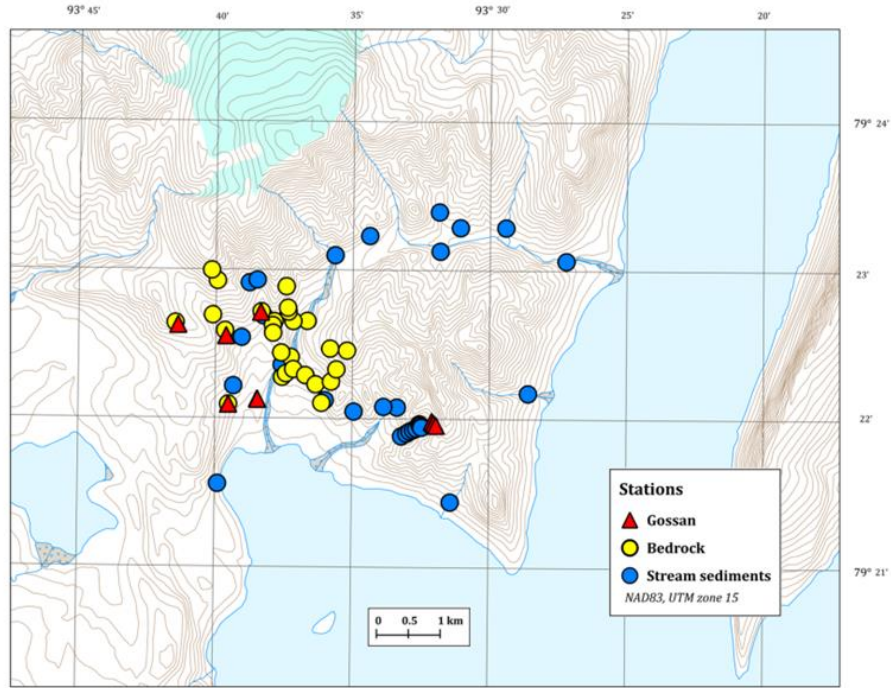 93° 45'
40'
35'
93° 30'
25'
20'
79° 24'
23'
22'
Stations
Gossan
Bedrock
Stream sediments
NAD83, UTM zone 15
79° 21'
0 0.5 1 km